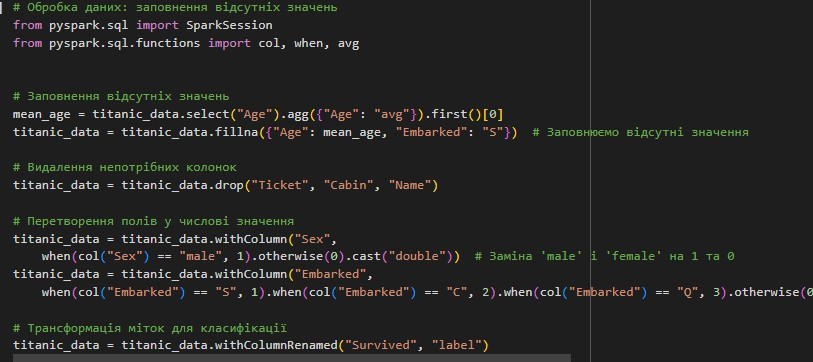 # Обробка даних: заповнення відсутніх значень
from pyspark.sql import SparkSession
from pyspark.sql.functions import col, when, avg
# Заповнення відсутніх значень
mean_age = titanic_data.select("Age").agg({"Age": "avg"}).first()[0]
titanic_data = titanic_data.fillna({"Age": mean_age, "Embarked": "S"})  # Заповнюємо відсутні значення
# Видалення непотрібних колонок
titanic_data = titanic_data.drop("Ticket", "Cabin", "Name")
# Перетворення полів у числові значення
titanic_data = titanic_data.withColumn("Sex",
    when(col("Sex") == "male", 1).otherwise(0).cast("double"))  # Заміна 'male' і 'female' на 1 та 0
titanic_data = titanic_data.withColumn("Embarked",
    when(col("Embarked") == "S", 1).when(col("Embarked") == "C", 2).when(col("Embarked") == "Q", 3).otherwise(0
# Трансформація міток для класифікації
titanic_data = titanic_data.withColumnRenamed("Survived", "label")